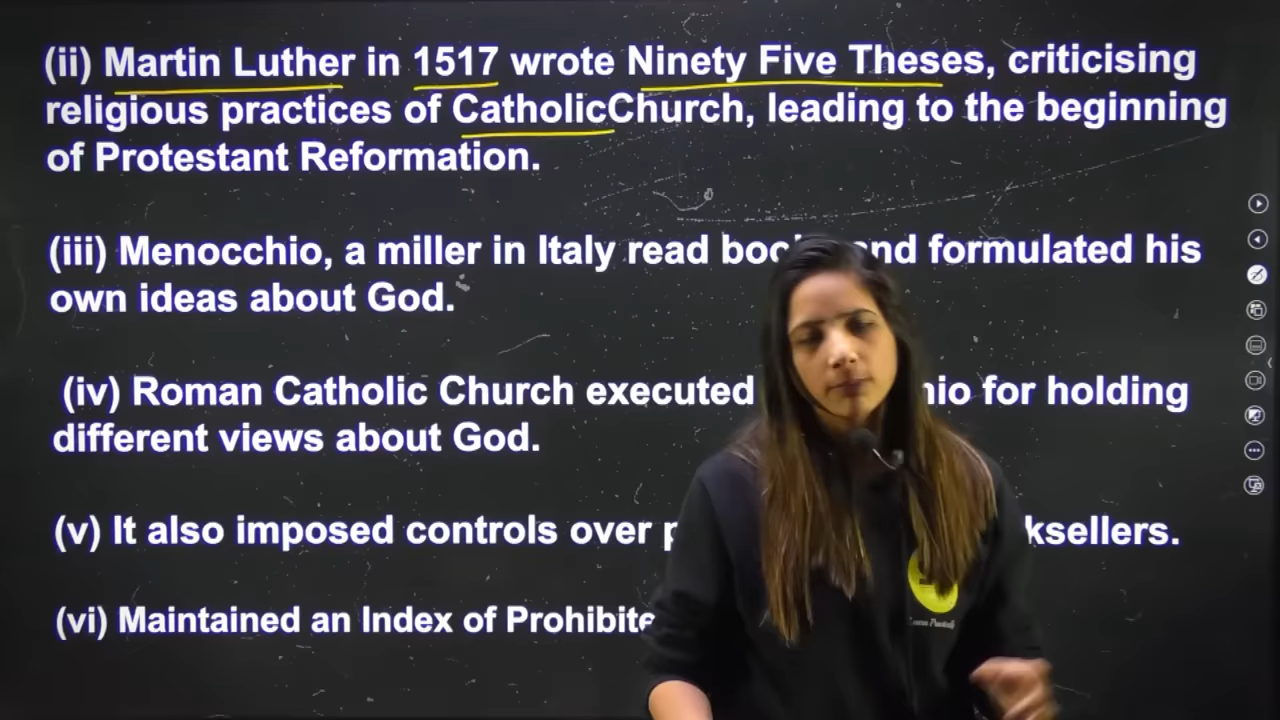 (ii) Martin Luther in 1517 wrote Ninety Five Theses, criticising
religious practices of CatholicChurch, leading to the beginning
of Protestant Reformation.
(iii) Menocchio, a miller in Italy read and formulated his
own ideas about God.
(iv) Roman Catholic Church executed for holding
different views about God.
(v) It also imposed controls over
(vi) Maintained an Index of